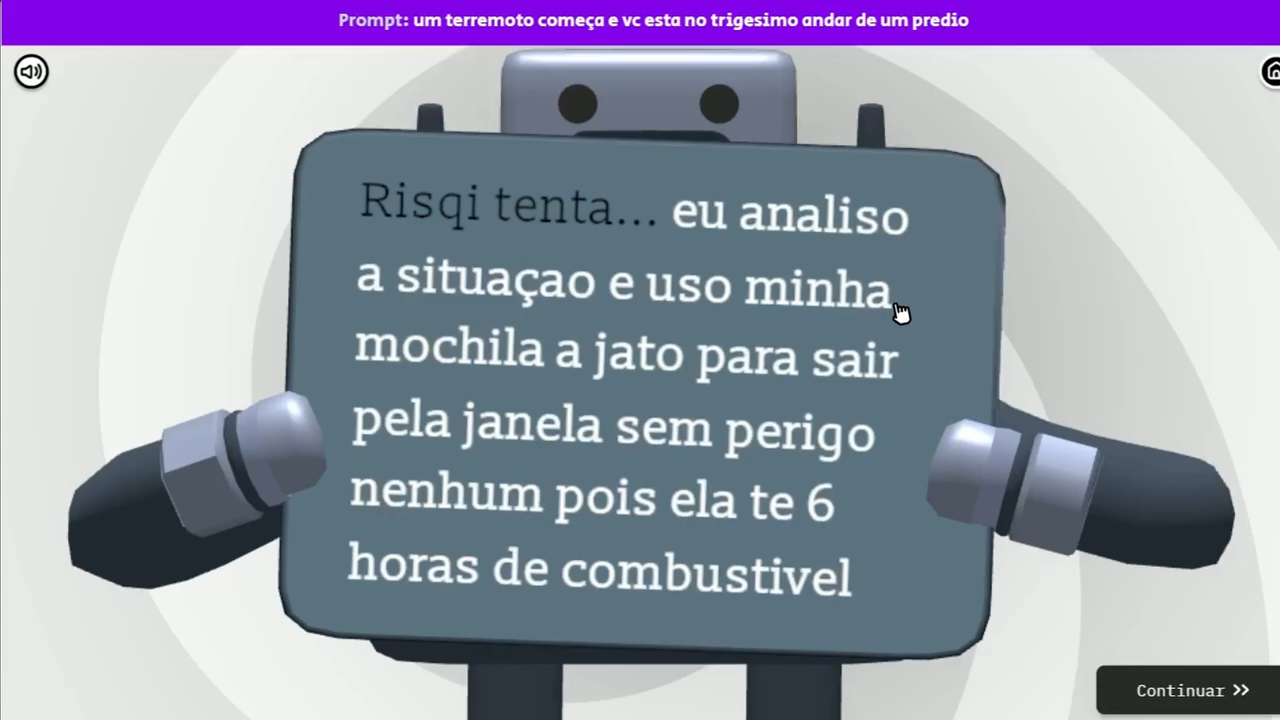 Prompt: um terremoto começa e vc esta no trigesimo andar de um predio
Risqi tenta... eu analiso
a situaçao e uso minha
mochila a jato para sair
pela janela sem perigo
nenhum pois ela te 6
horas de combustivel
Continuar >>